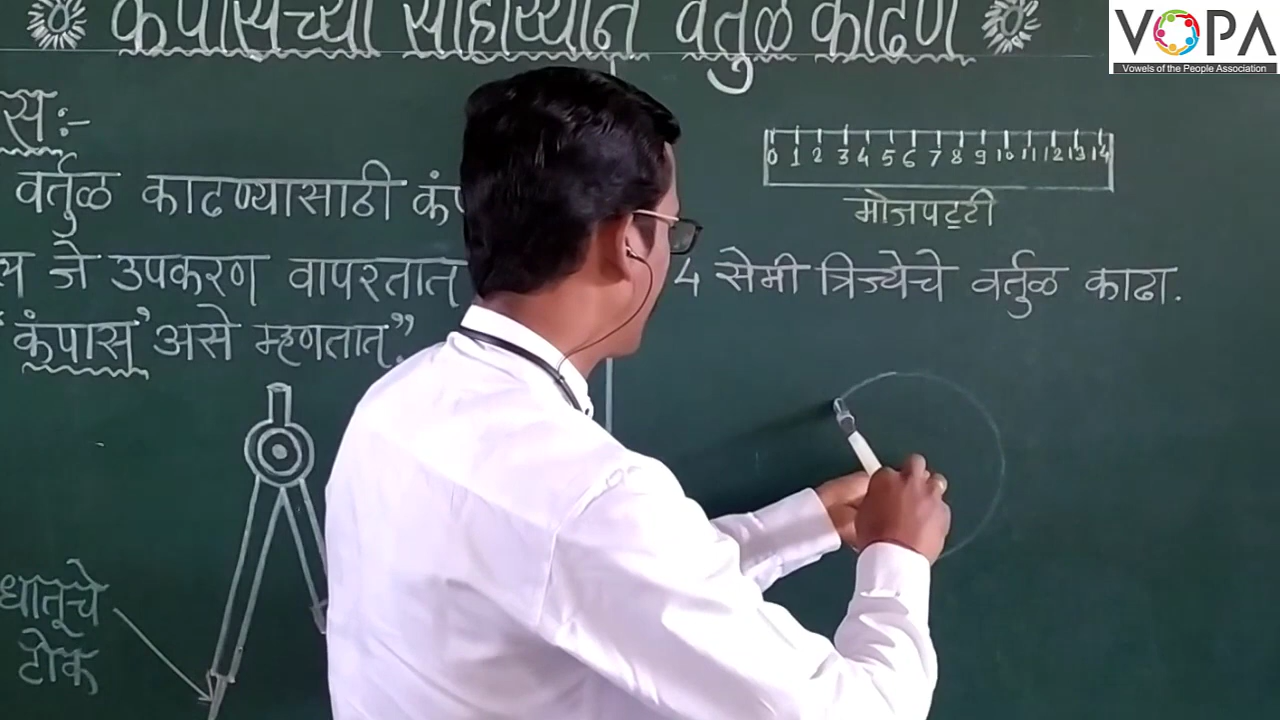 कंपासच्या साहाय्याने वर्तुळ काढणे
VOPA
Vowels of the People Association
वर्तुळ काढण्यासाठी
जे उपकरण वापरतात
'कंपास' असे म्हणतात."
धातूचे
टोक
0 1 2 3 4 5 6 7 8 9 10 11 12 13 14
मोजपट्टी
4 सेमी त्रिज्येचे वर्तुळ काढा.